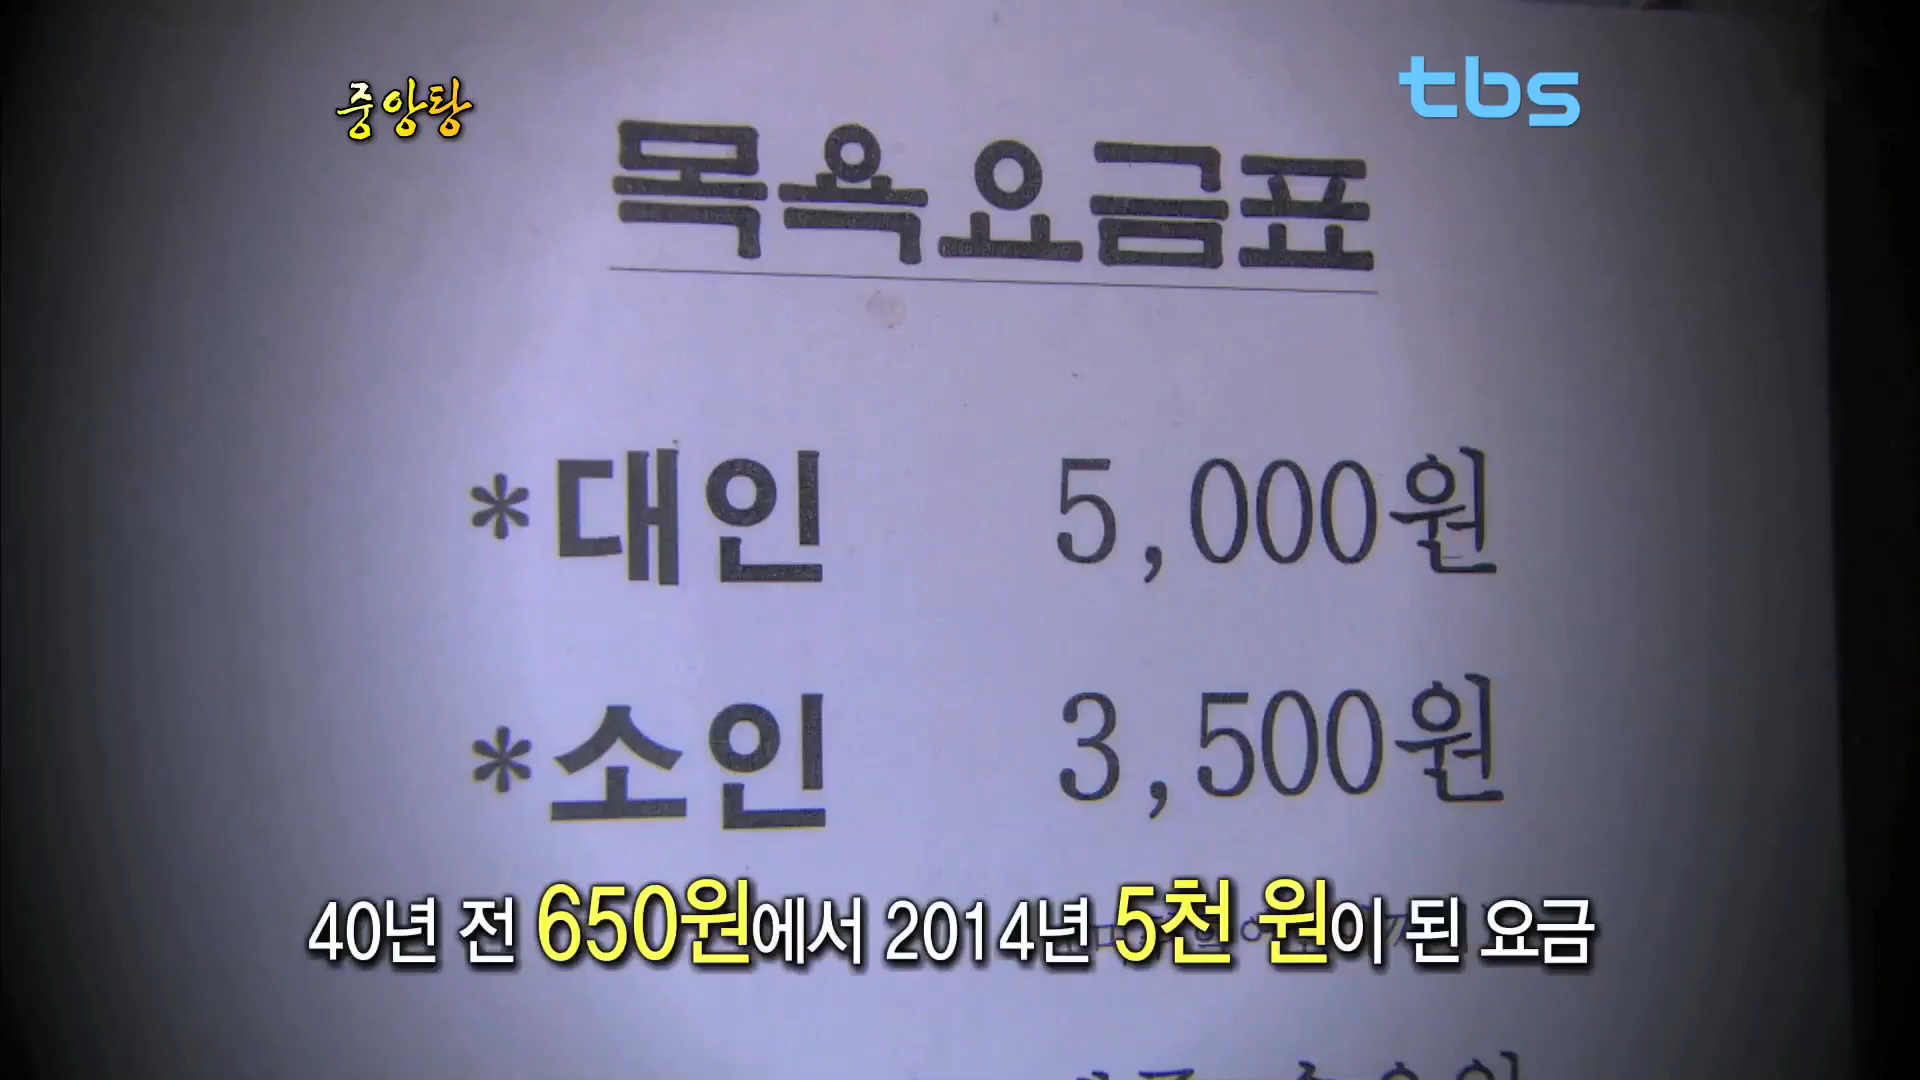 중앙탕
tbs
목욕요금표
*대인 5,000원
*소인 3,500원
40년 전 650원에서 2014년 5천 원이 된 요금